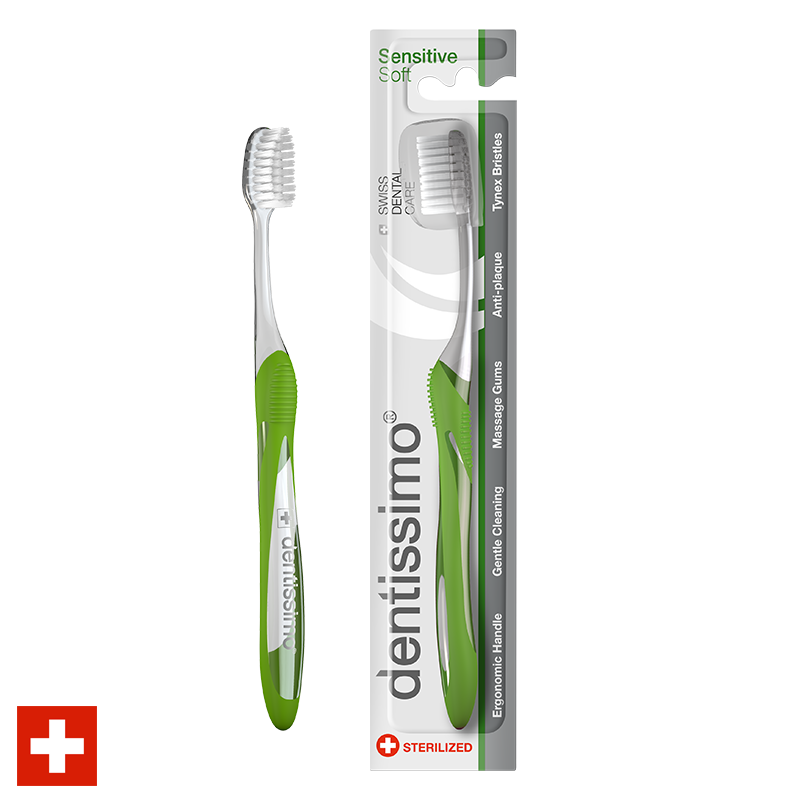 Sensitive
Soft
SWISS
DENTAL
CARE
Tynex Bristles
Anti-plaque
Massage Gums
Gentle Cleaning
Ergonomic Handle
dentissimo®
STERILIZED
dentissimo